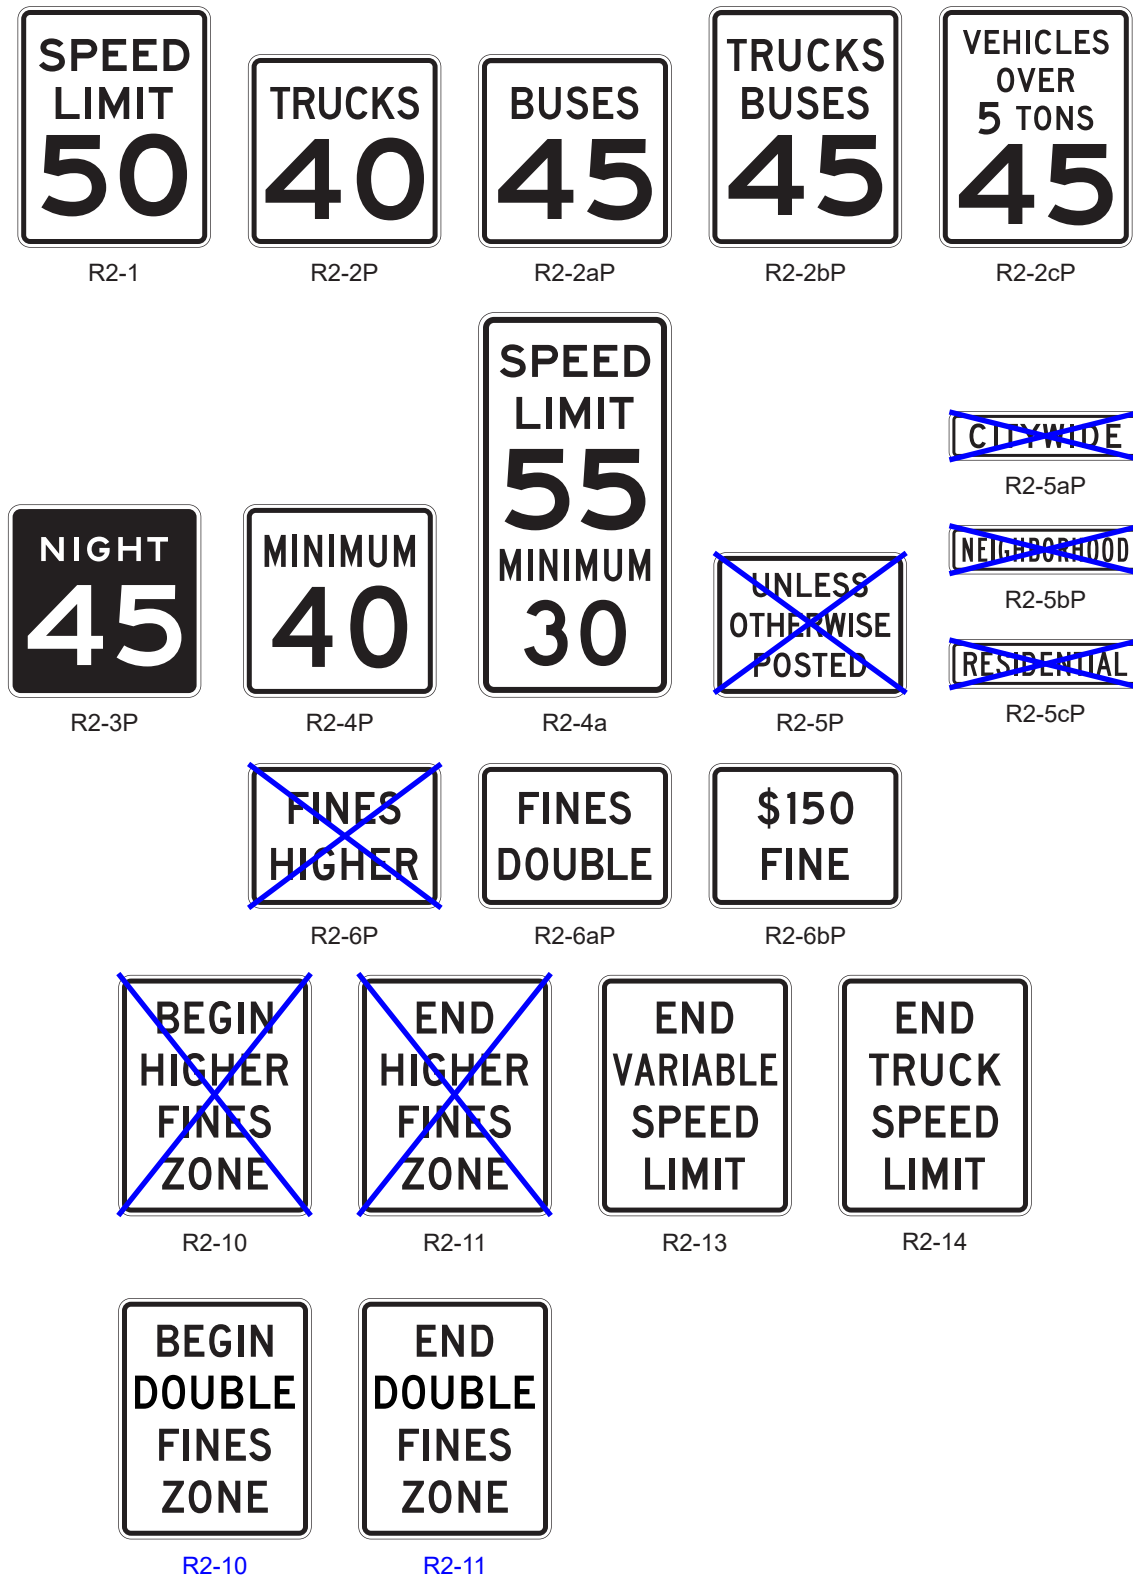 SPEED
LIMIT
50
R2-1
TRUCKS
40
R2-2P
BUSES
45
R2-2aP
TRUCKS
BUSES
45
R2-2bP
VEHICLES
OVER
5 TONS
45
R2-2cP
NIGHT
45
R2-3P
MINIMUM
40
R2-4P
SPEED
LIMIT
55
MINIMUM
30
R2-4a
UNLESS
OTHERWISE
POSTED
R2-5P
CITYWIDE
R2-5aP
NEIGHBORHOOD
R2-5bP
RESIDENTIAL
R2-5cP
FINES
HIGHER
R2-6P
FINES
DOUBLE
R2-6aP
$150
FINE
R2-6bP
BEGIN
HIGHER
FINES
ZONE
R2-10
END
HIGHER
FINES
ZONE
R2-11
END
VARIABLE
SPEED
LIMIT
R2-13
END
TRUCK
SPEED
LIMIT
R2-14
BEGIN
DOUBLE
FINES
ZONE
R2-10
END
DOUBLE
FINES
ZONE
R2-11